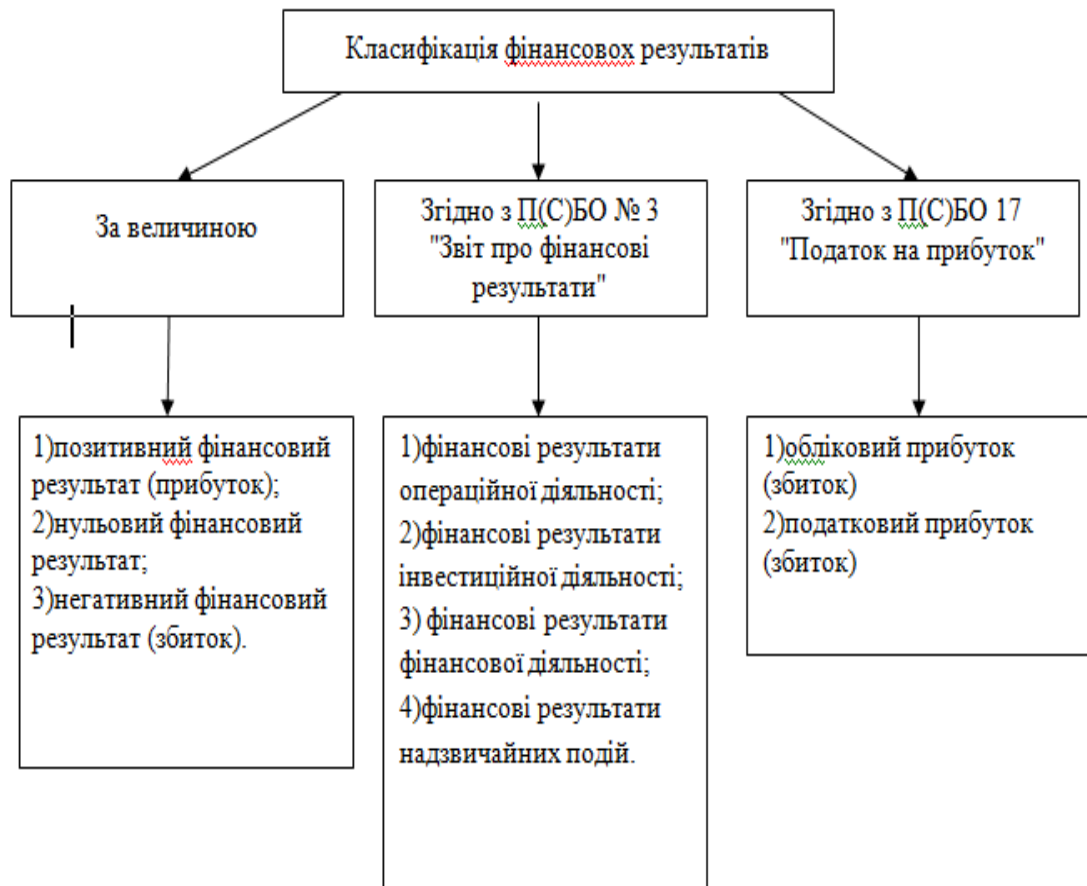 Класифікація фінансовох результатів
За величиною
Згідно з П(С)БО № 3
"Звіт про фінансові
результати"
Згідно з П(С)БО 17
"Податок на прибуток"
1)позитивний фінансовий
результат (прибуток);
2)нульовий фінансовий
результат;
3)негативний фінансовий
результат (збиток).
1)фінансові результати
операційної діяльності;
2)фінансові результати
інвестиційної діяльності;
3) фінансові результати
фінансової діяльності;
4)фінансові результати
надзвичайних подій.
1)обліковий прибуток
(збиток)
2)податковий прибуток
(збиток)